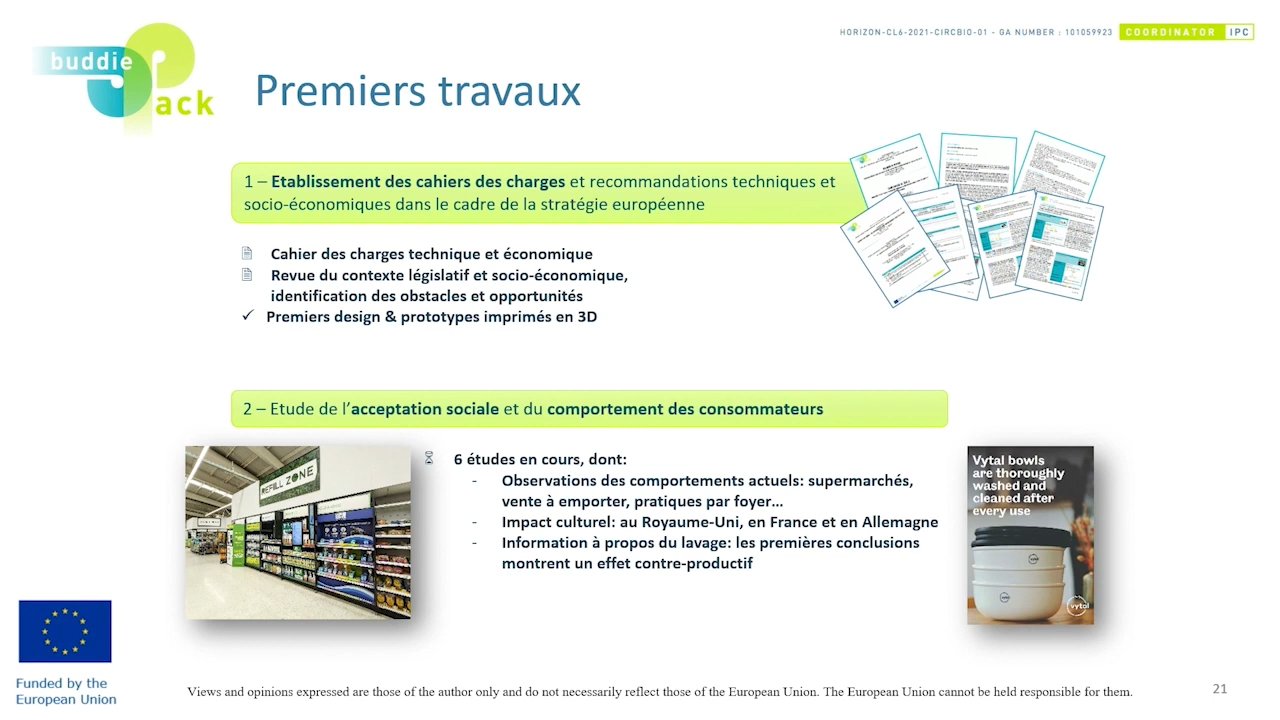 HORIZON-CL6-2021-CIRCBIO-01 - GA NUMBER : 101059923 COORDINATOR IPC
buddie
Pack
Premiers travaux
1 – Etablissement des cahiers des charges et recommandations techniques et
socio-économiques dans le cadre de la stratégie européenne
Cahier des charges technique et économique
Revue du contexte législatif et socio-économique,
identification des obstacles et opportunités
✓ Premiers design & prototypes imprimés en 3D
2 – Etude de l’acceptation sociale et du comportement des consommateurs
REFILL ZONE
6 études en cours, dont:
- Observations des comportements actuels: supermarchés,
vente à emporter, pratiques par foyer…
- Impact culturel: au Royaume-Uni, en France et en Allemagne
- Information à propos du lavage: les premières conclusions
montrent un effet contre-productif
Vytal bowls
are thoroughly
washed and
cleaned after
every use
vytal
Funded by the
European Union
Views and opinions expressed are those of the author only and do not necessarily reflect those of the European Union. The European Union cannot be held responsible for them.
21